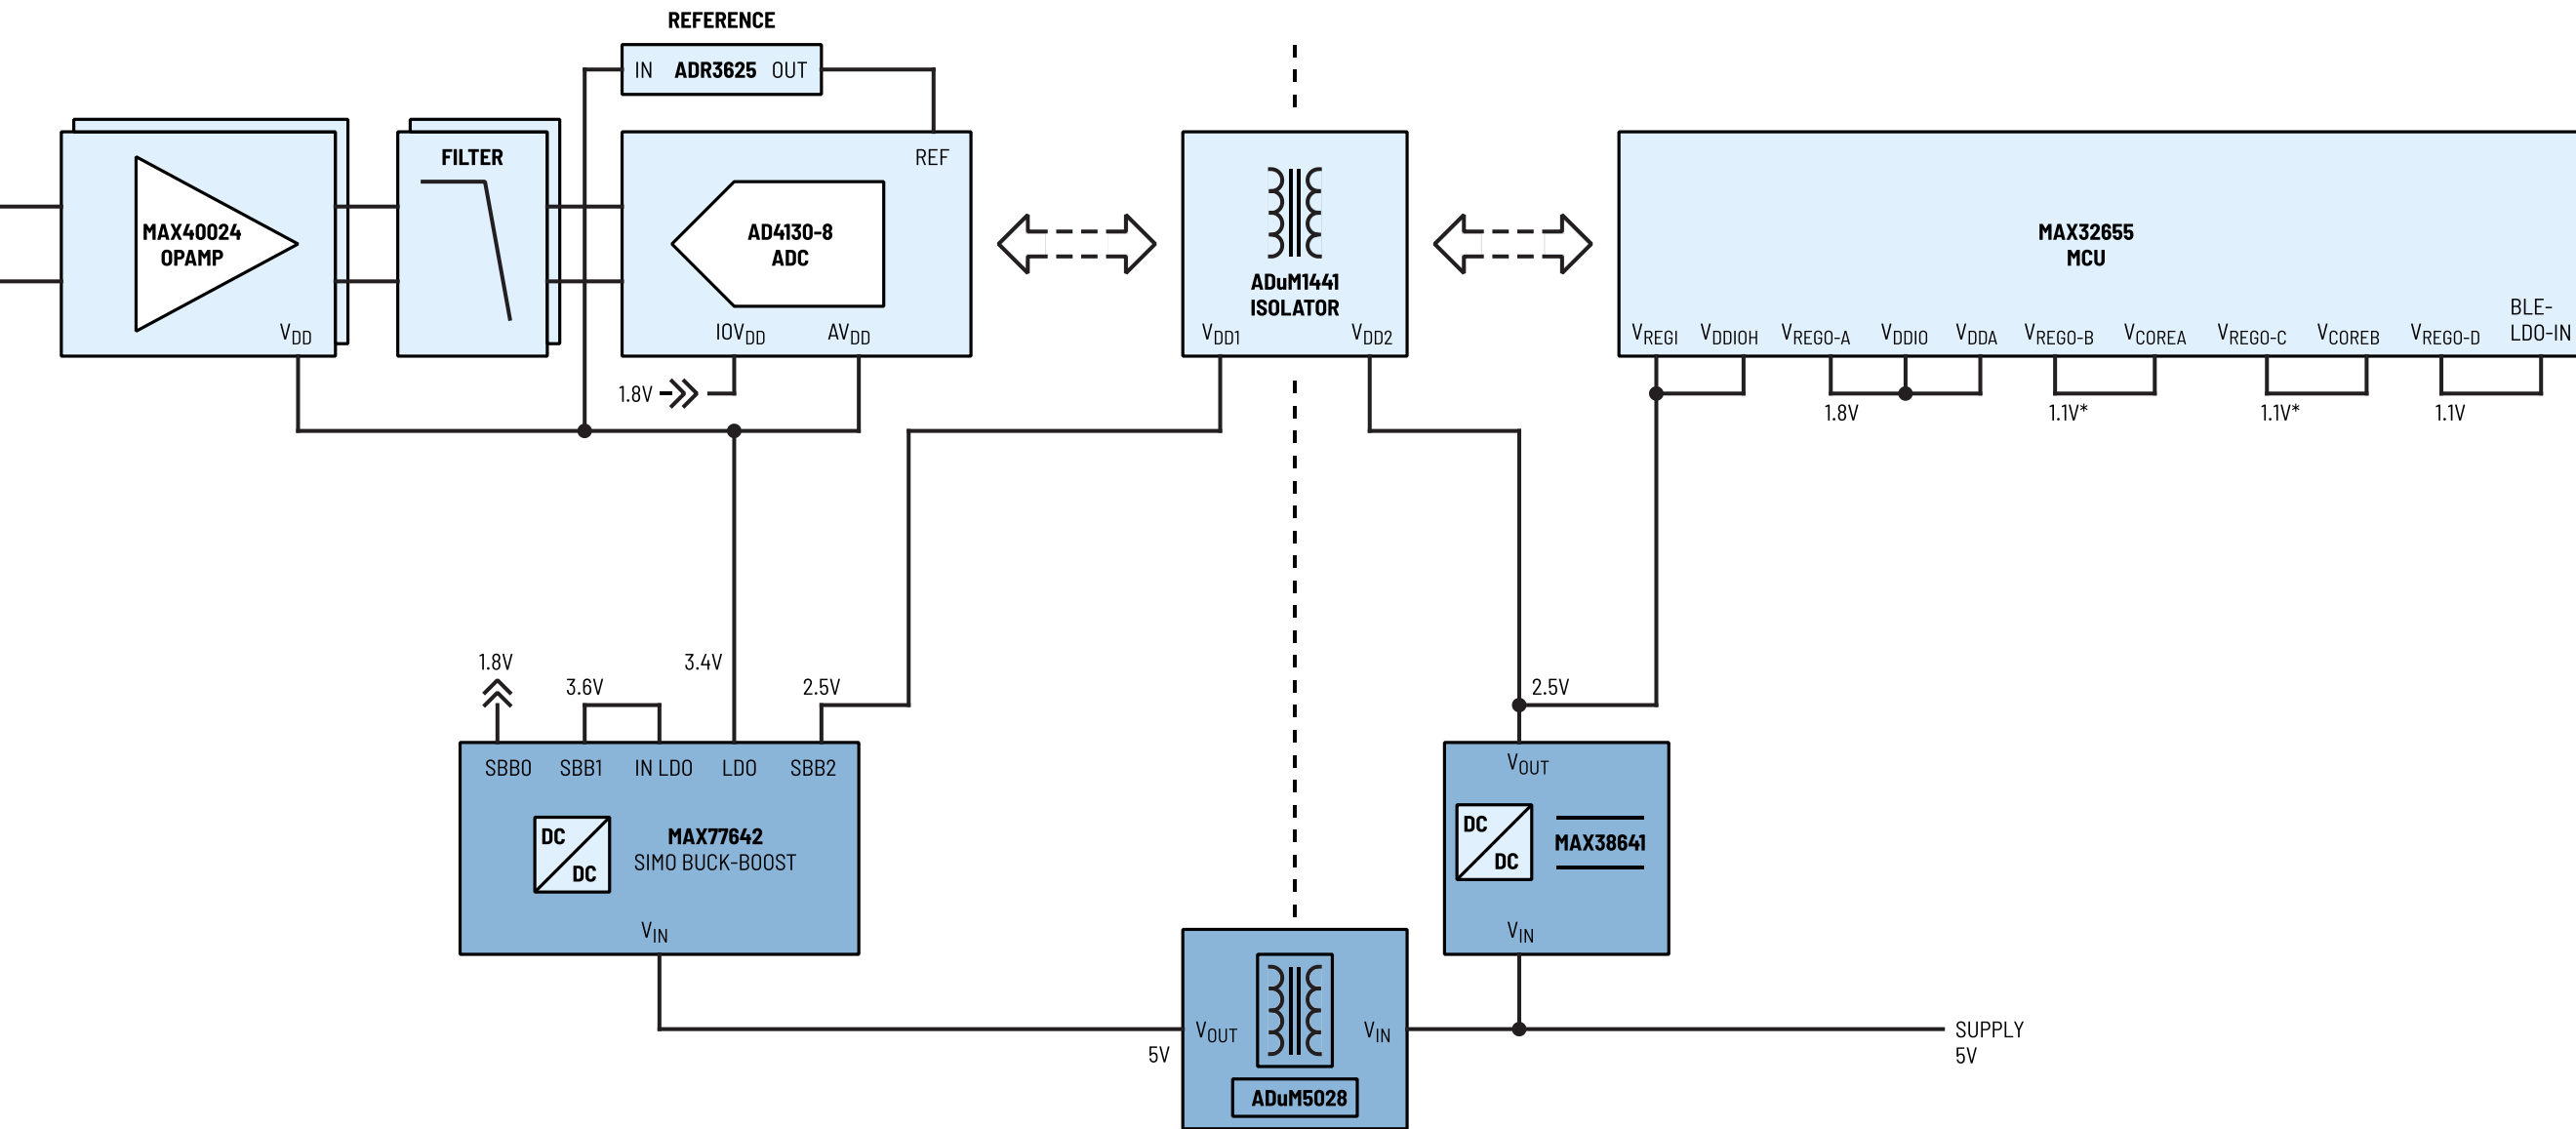 REFERENCE
IN ADR3625 OUT
MAX40024
OPAMP
VDD
FILTER
REF
AD4130-8
ADC
IOVDD AVDD
1.8V
ADuM1441
ISOLATOR
VDD1 VDD2
MAX32655
MCU
BLE-
LDO-IN
VREGI VDDIOH VREGO-A VDDIO VDDA VREGO-B VCOREA VREGO-C VCOREB VREGO-D
1.8V 1.1V* 1.1V* 1.1V
1.8V 3.6V 3.4V 2.5V
SBB0 SBB1 IN LDO LDO SBB2
DC
DC
MAX77642
SIMO BUCK-BOOST
VIN
2.5V
VOUT
DC
DC
MAX38641
VIN
VOUT VIN
5V
ADuM5028
SUPPLY
5V